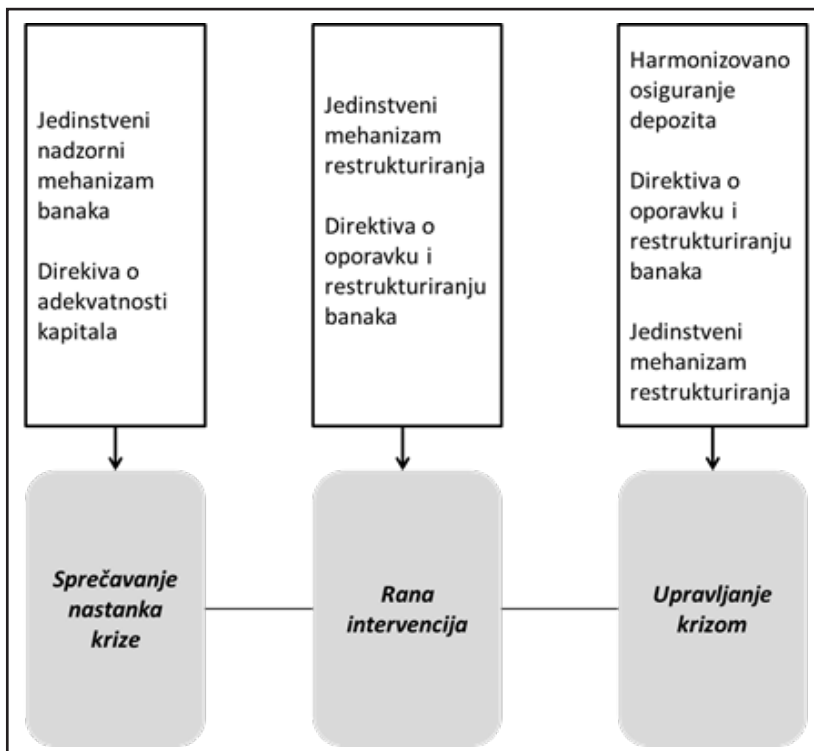 Jedinstveni
nadzorni
mehanizam
banaka
Direkiva o
adekvatnosti
kapitala
Jedinstveni
mehanizam
restrukturiranja
Direktiva o
oporavku i
restrukturiranju
banaka
Harmonizovano
osiguranje
depozita
Direktiva o
oporavku i
restrukturiranju
banaka
Jedinstveni
mehanizam
restrukturiranja
Sprečavanje
nastanka
krize
Rana
intervencija
Upravljanje
krizom